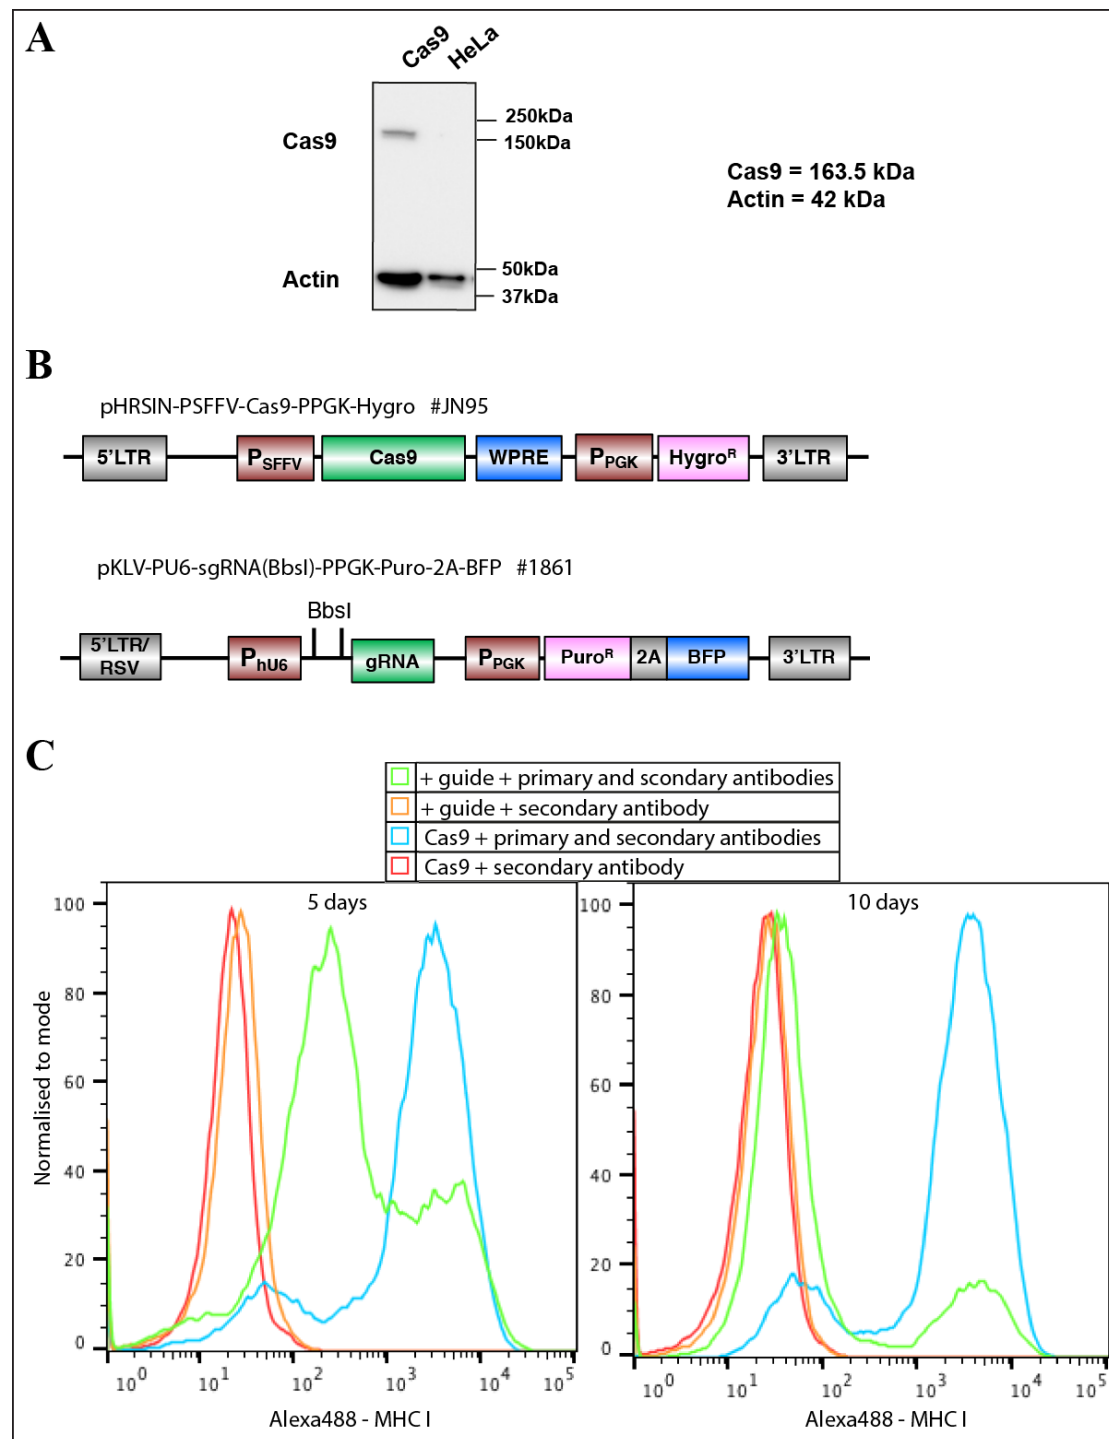 A
Cas9 HeLa
250kDa
Cas9
150kDa
Cas9 = 163.5 kDa
Actin = 42 kDa
50kDa
Actin
37kDa
B
pHRSIN-PSFFV-Cas9-PPGK-Hygro #JN95
5'LTR PSFFV Cas9 WPRE PPGK HygroR 3'LTR
pKLV-PU6-sgRNA(BbsI)-PPGK-Puro-2A-BFP #1861
BbsI
5'LTR/
RSV
PhU6 gRNA PPGK PuroR 2A BFP 3'LTR
C
+ guide + primary and scondary antibodies
+ guide + secondary antibody
Cas9 + primary and secondary antibodies
Cas9 + secondary antibody
5 days
100
80
60
40
20
0
Normalised to mode
10^0 10^1 10^2 10^3 10^4 10^5
Alexa488 - MHC I
10 days
100
80
60
40
20
0
10^0 10^1 10^2 10^3 10^4 10^5
Alexa488 - MHC I